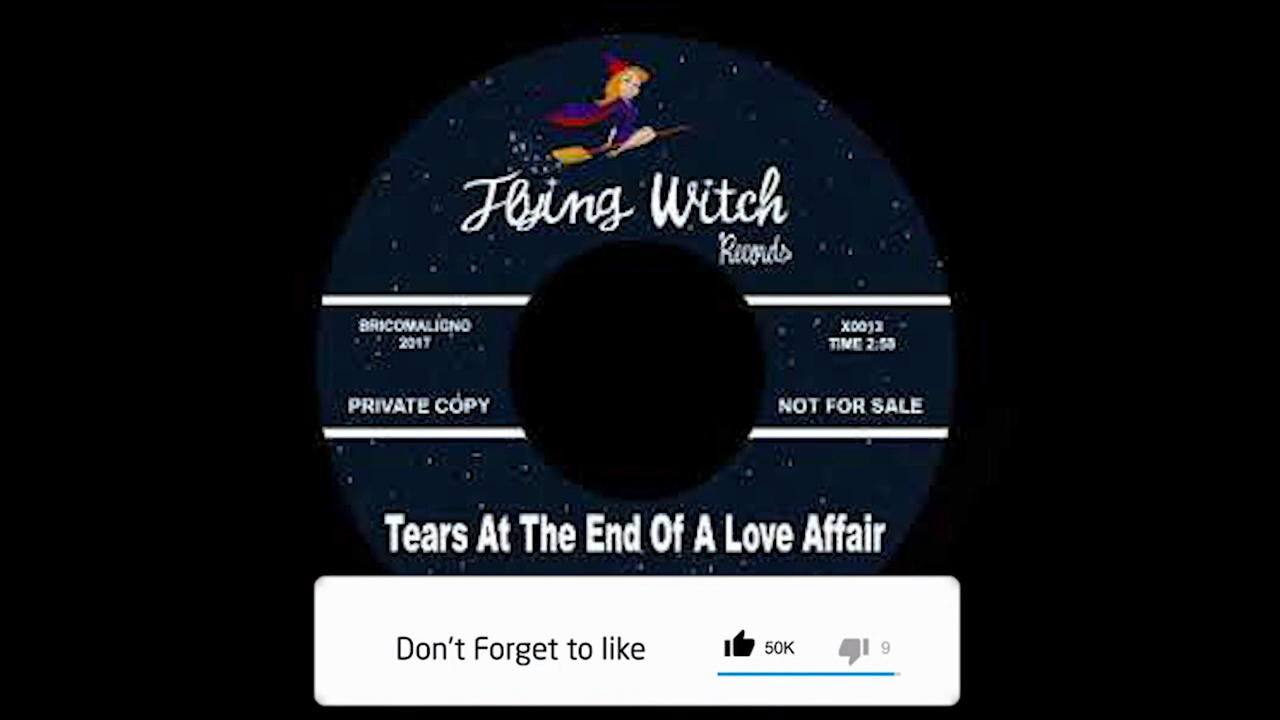 Flying Witch
Records
BRICOMALIGNO
2017
X0013
TIME 2:58
PRIVATE COPY
NOT FOR SALE
Tears At The End Of A Love Affair
Don't Forget to like
50K
9